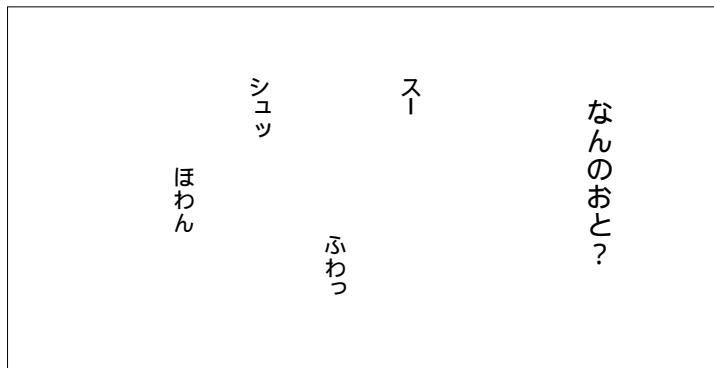 なんのおと？
スー
ふわっ
シュッ
ほわん